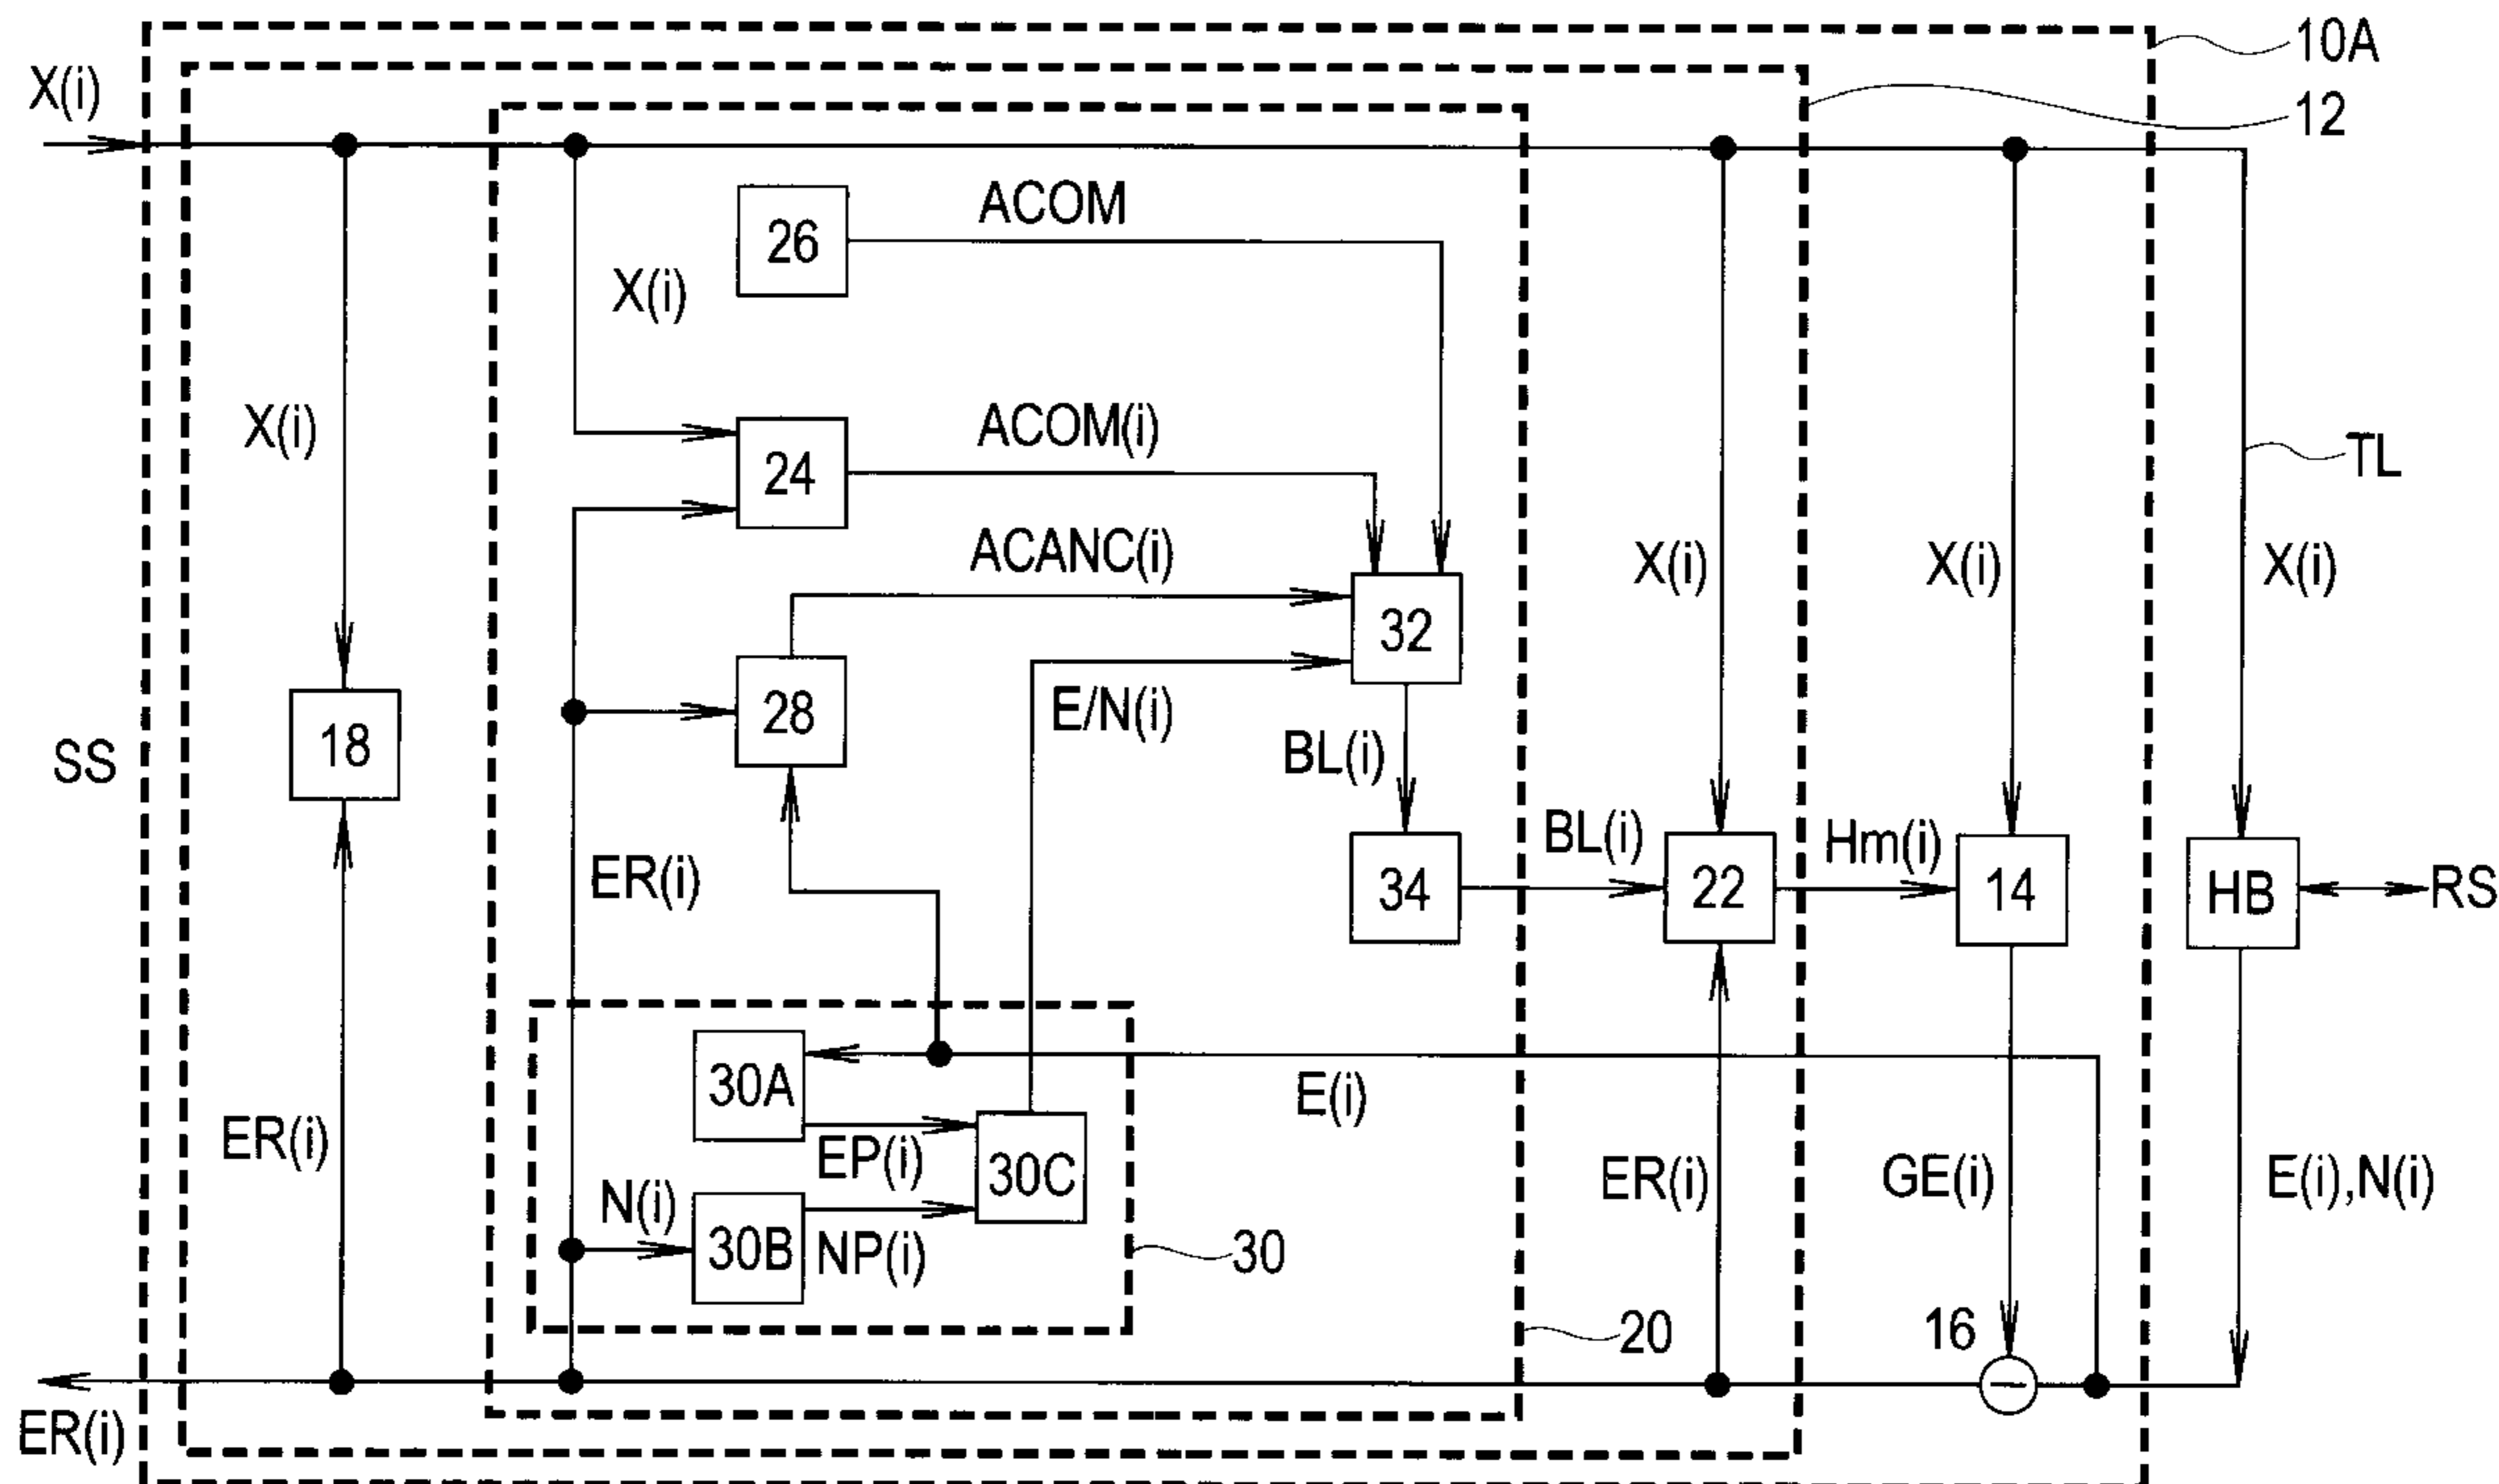 10A
X(i)
12
ACOM
26
X(i)
X(i)
ACOM(i)
24
TL
ACANC(i)
X(i)
X(i)
X(i)
32
28
E/N(i)
18
SS
BL(i)
BL(i)
Hm(i)
ER(i)
34
22
14
HB
RS
30A
E(i)
ER(i)
EP(i)
30C
ER(i)
GE(i)
E(i),N(i)
N(i)
30B
NP(i)
30
20
16
ER(i)